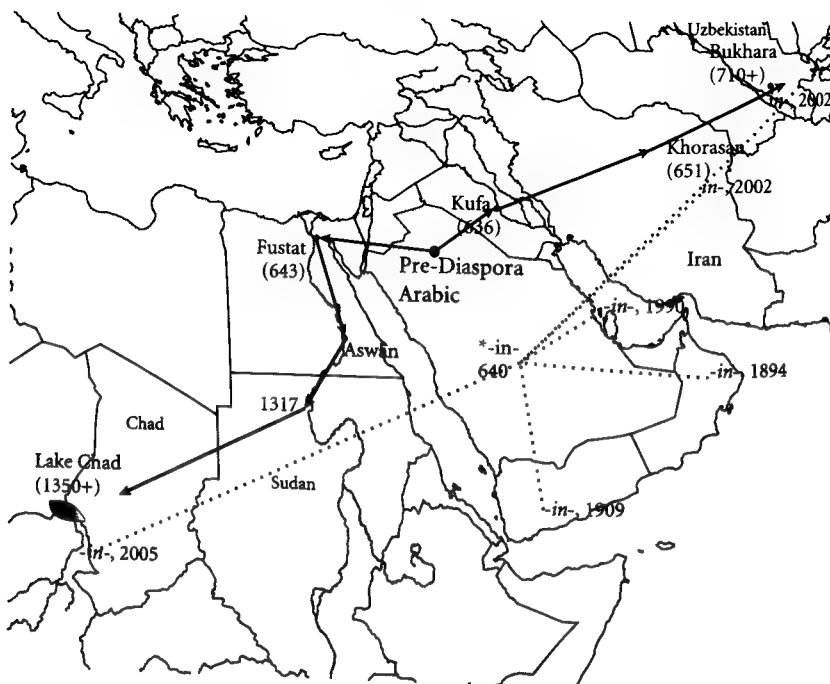 Uzbekistan
Bukhara
(710+)
-in-, 2002
Khorasan
(651)
-in-, 2002
Kufa
(636)
Fustat
(643)
Pre-Diaspora
Arabic
Iran
-in-, 1990
Aswan
*-in-
640
-in- 1894
1317
Chad
Lake Chad
(1350+)
Sudan
-in-, 1909
-in-, 2005